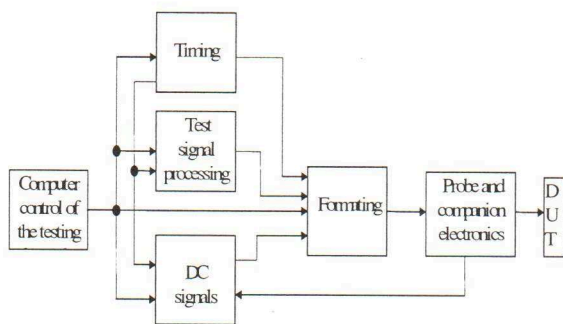 Timing
Test
signal
processing
Computer
control of
the testing
Formating
Probe and
companion
electronics
D
U
T
DC
signals